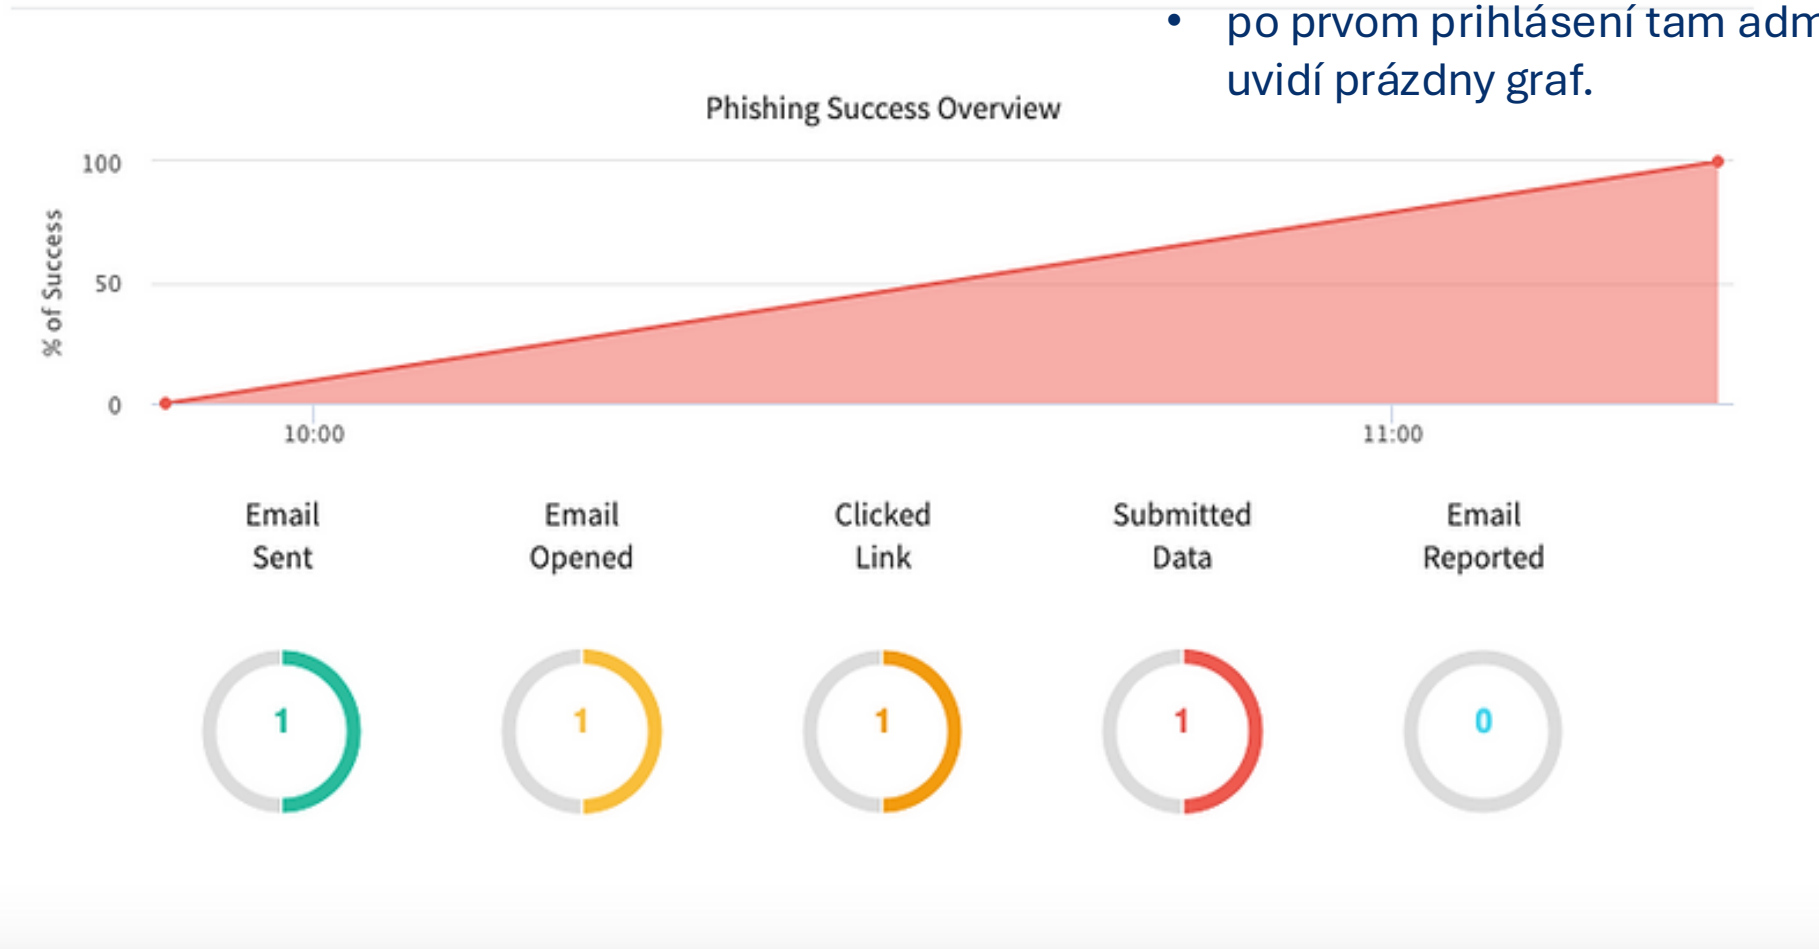 • po prvom prihlásení tam adm
uvidí prázdny graf.
Phishing Success Overview
% of Success
100
50
0
10:00
11:00
Email
Sent
Email
Opened
Clicked
Link
Submitted
Data
Email
Reported
1
1
1
1
0